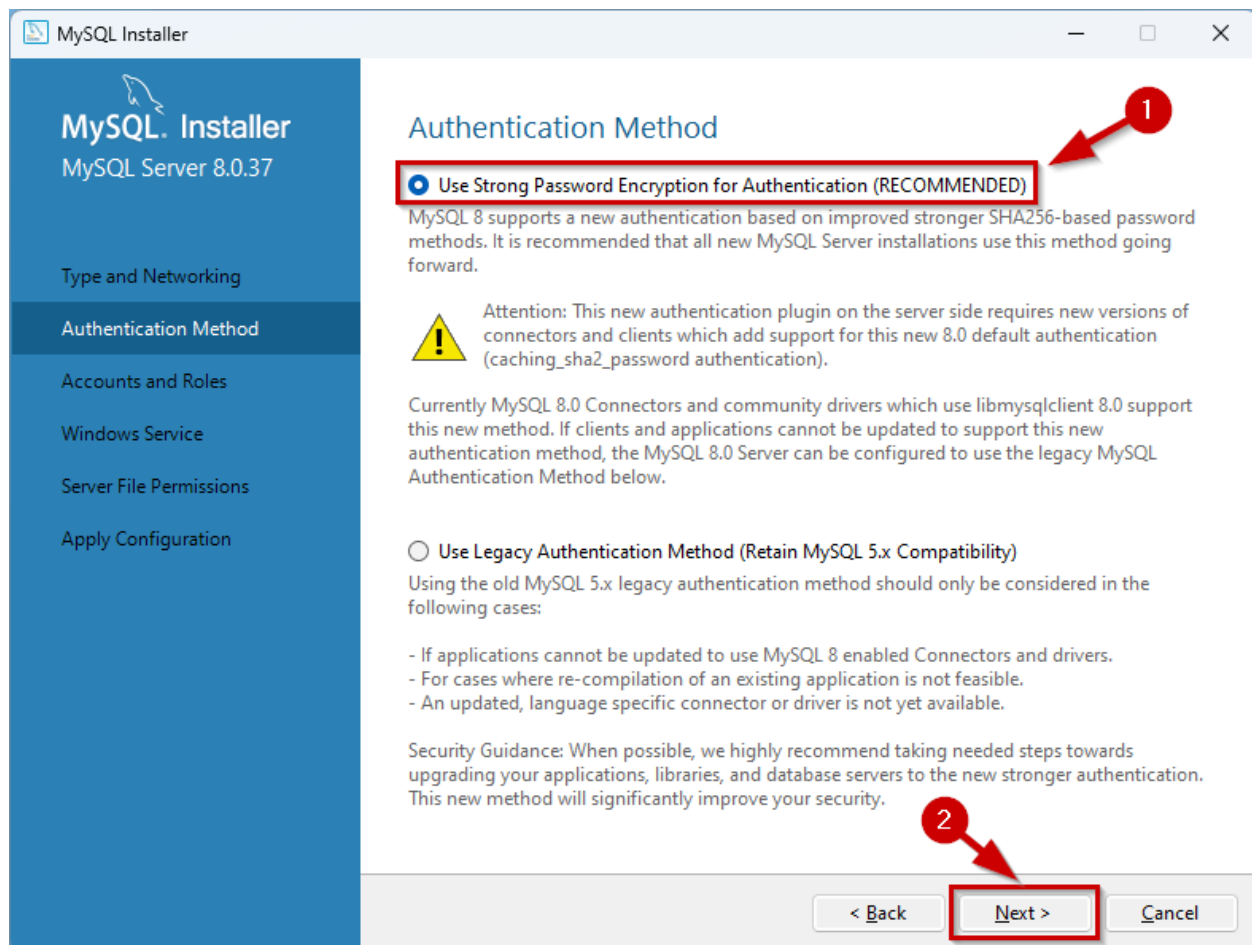 MySQL Installer
MySQL. Installer
MySQL Server 8.0.37
Type and Networking
Authentication Method
Accounts and Roles
Windows Service
Server File Permissions
Apply Configuration
Authentication Method
1
Use Strong Password Encryption for Authentication (RECOMMENDED)
MySQL 8 supports a new authentication based on improved stronger SHA256-based password
methods. It is recommended that all new MySQL Server installations use this method going
forward.
Attention: This new authentication plugin on the server side requires new versions of
connectors and clients which add support for this new 8.0 default authentication
(caching_sha2_password authentication).
Currently MySQL 8.0 Connectors and community drivers which use libmysqlclient 8.0 support
this new method. If clients and applications cannot be updated to support this new
authentication method, the MySQL 8.0 Server can be configured to use the legacy MySQL
Authentication Method below.
Use Legacy Authentication Method (Retain MySQL 5.x Compatibility)
Using the old MySQL 5.x legacy authentication method should only be considered in the
following cases:
- If applications cannot be updated to use MySQL 8 enabled Connectors and drivers.
- For cases where re-compilation of an existing application is not feasible.
- An updated, language specific connector or driver is not yet available.
Security Guidance: When possible, we highly recommend taking needed steps towards
upgrading your applications, libraries, and database servers to the new stronger authentication.
This new method will significantly improve your security.
2
< Back
Next >
Cancel